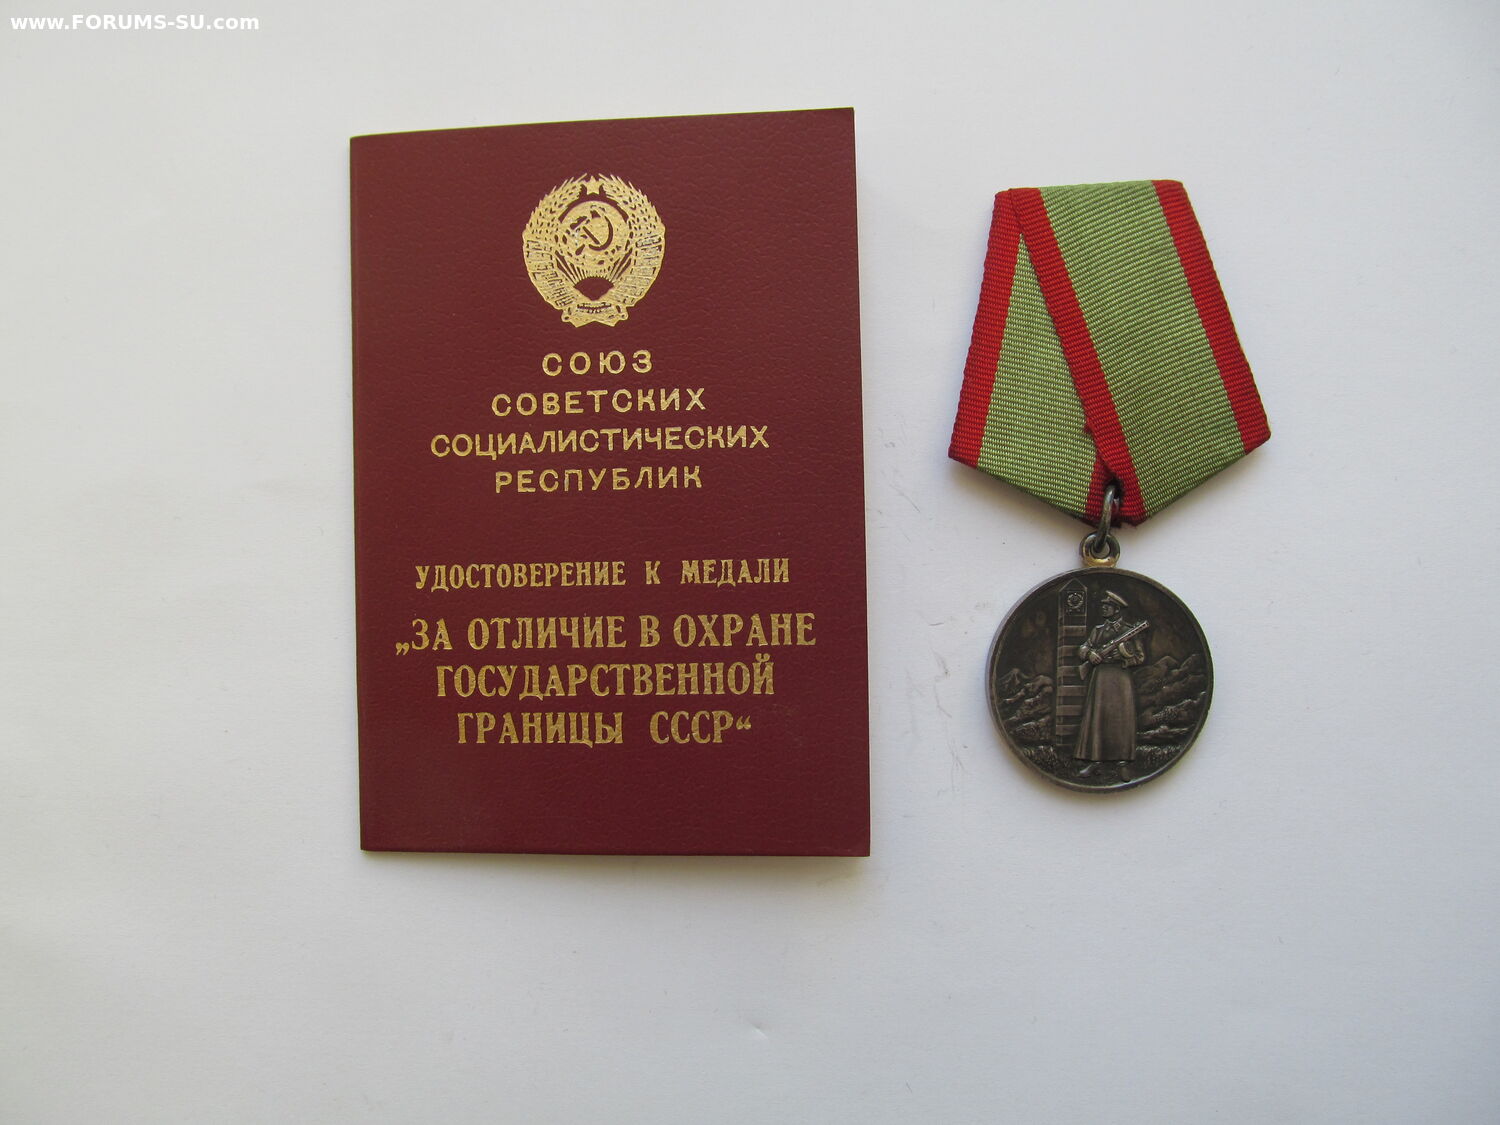 www.FORUMS-SU.com
СОЮЗ
СОВЕТСКИХ
СОЦИАЛИСТИЧЕСКИХ
РЕСПУБЛИК
УДОСТОВЕРЕНИЕ К МЕДАЛИ
„ЗА ОТЛИЧИЕ В ОХРАНЕ
ГОСУДАРСТВЕННОЙ
ГРАНИЦЫ СССР“